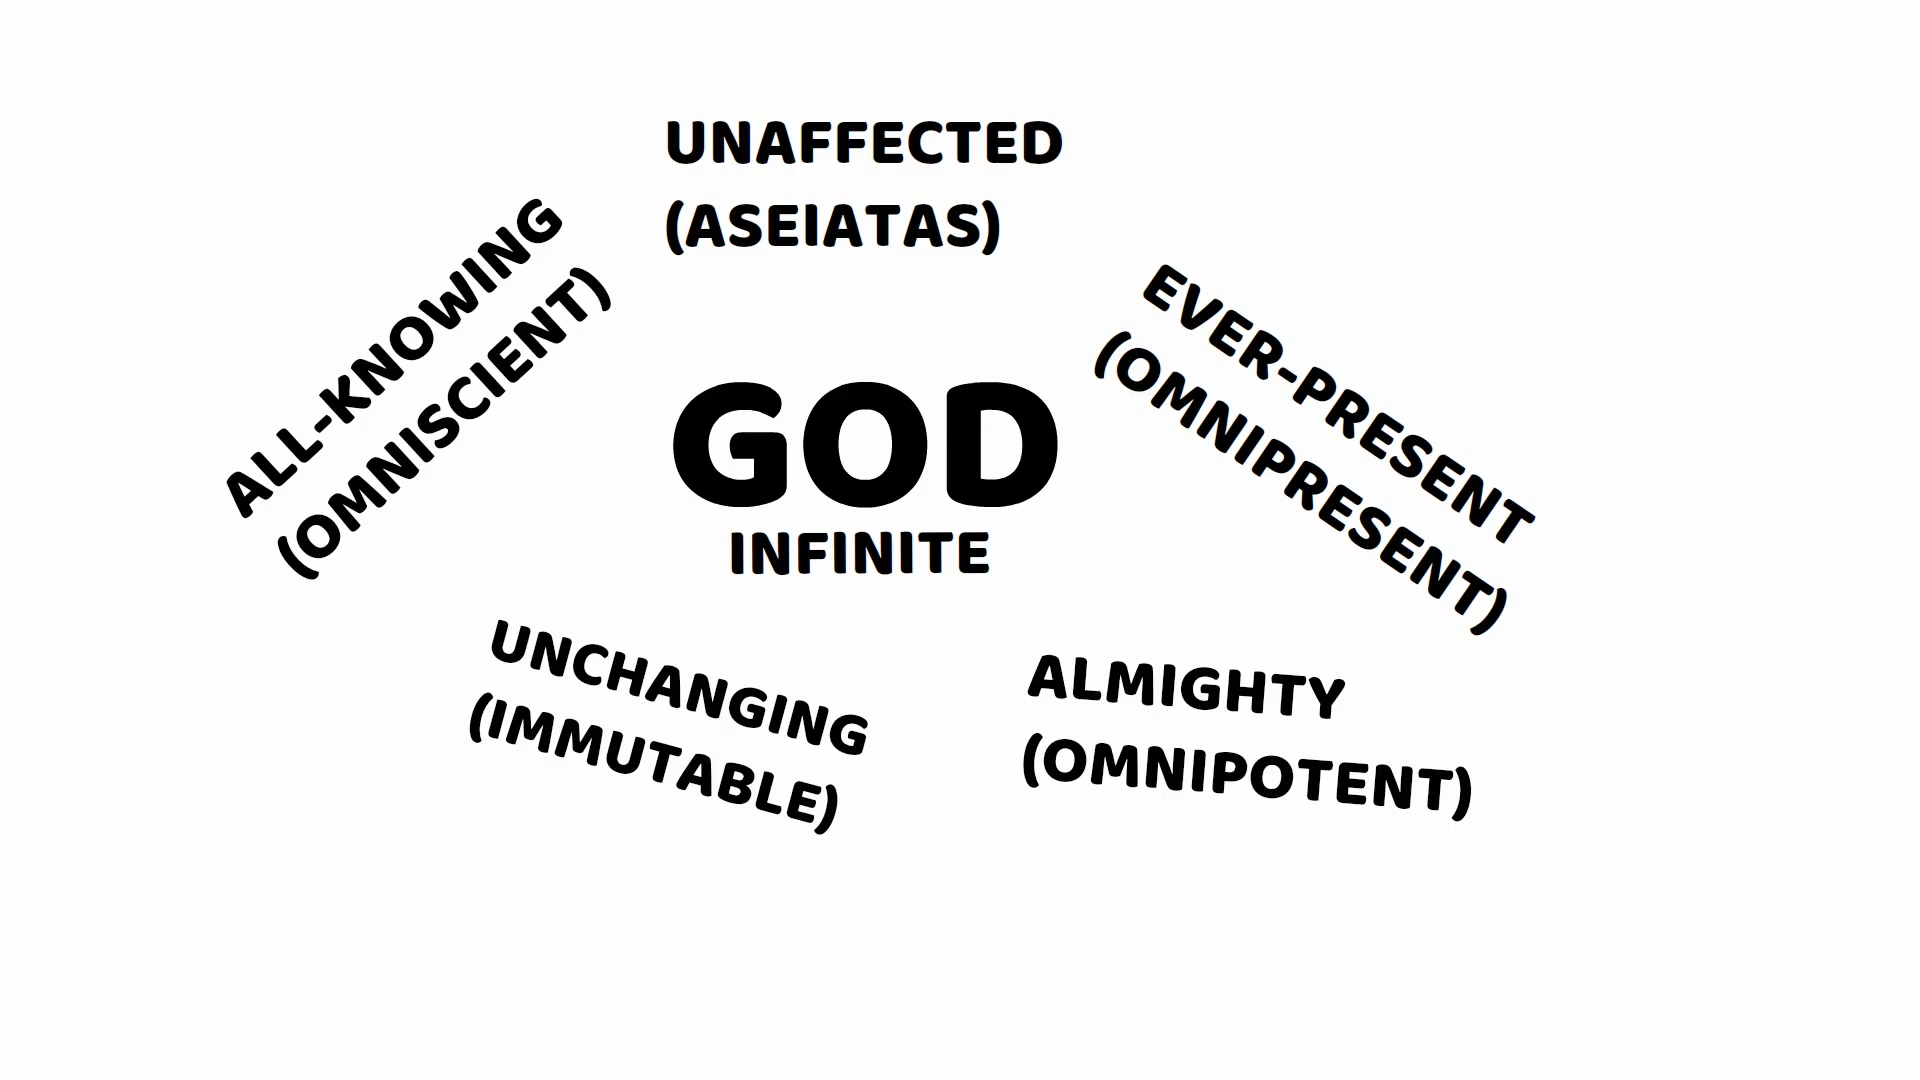 UNAFFECTED
(ASEIATAS)
ALL-KNOWING
(OMNISCIENT)
EVER-PRESENT
(OMNIPRESENT)
GOD
INFINITE
UNCHANGING
(IMMUTABLE)
ALMIGHTY
(OMNIPOTENT)